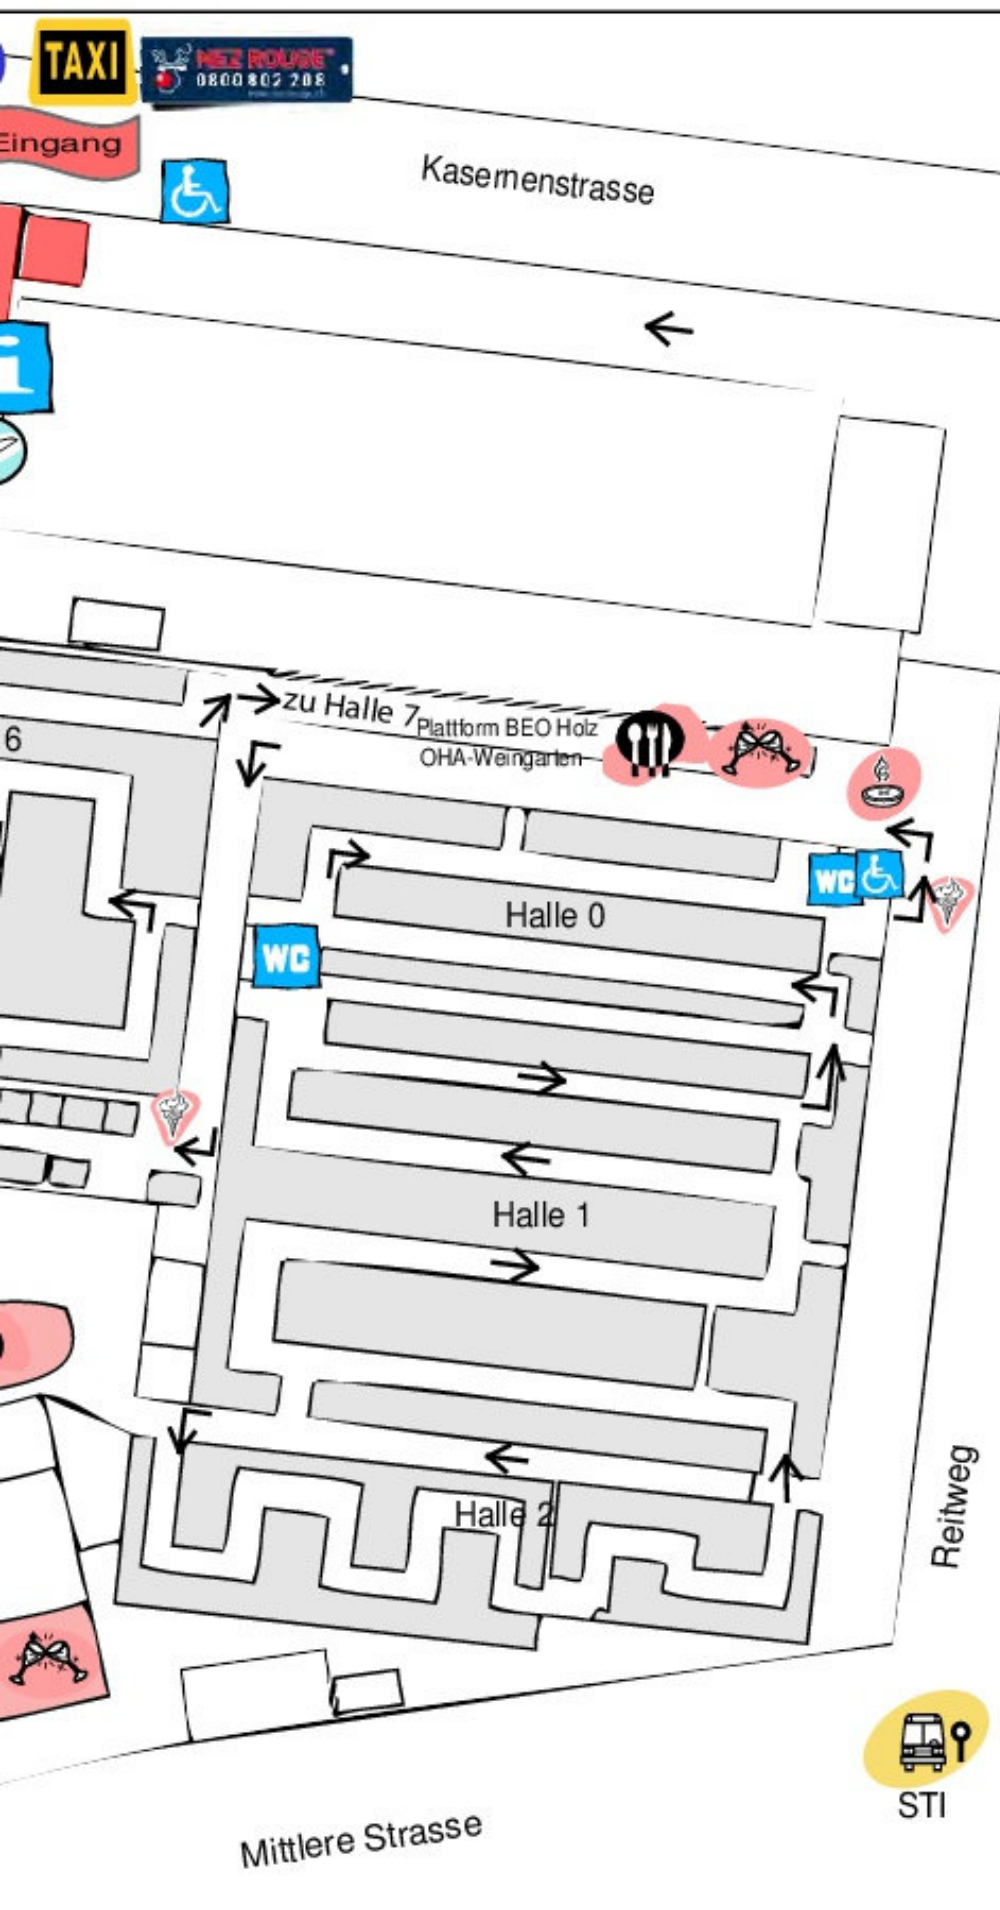 TAXI
NEZ ROUGE
0800 802 208
Eingang
Kasernenstrasse
i
zu Halle 7
Plattform BEO Holz
OHA-Weingarten
6
WC
Halle 0
WC
Halle 1
Halle 2
Reitweg
STI
Mittlere Strasse